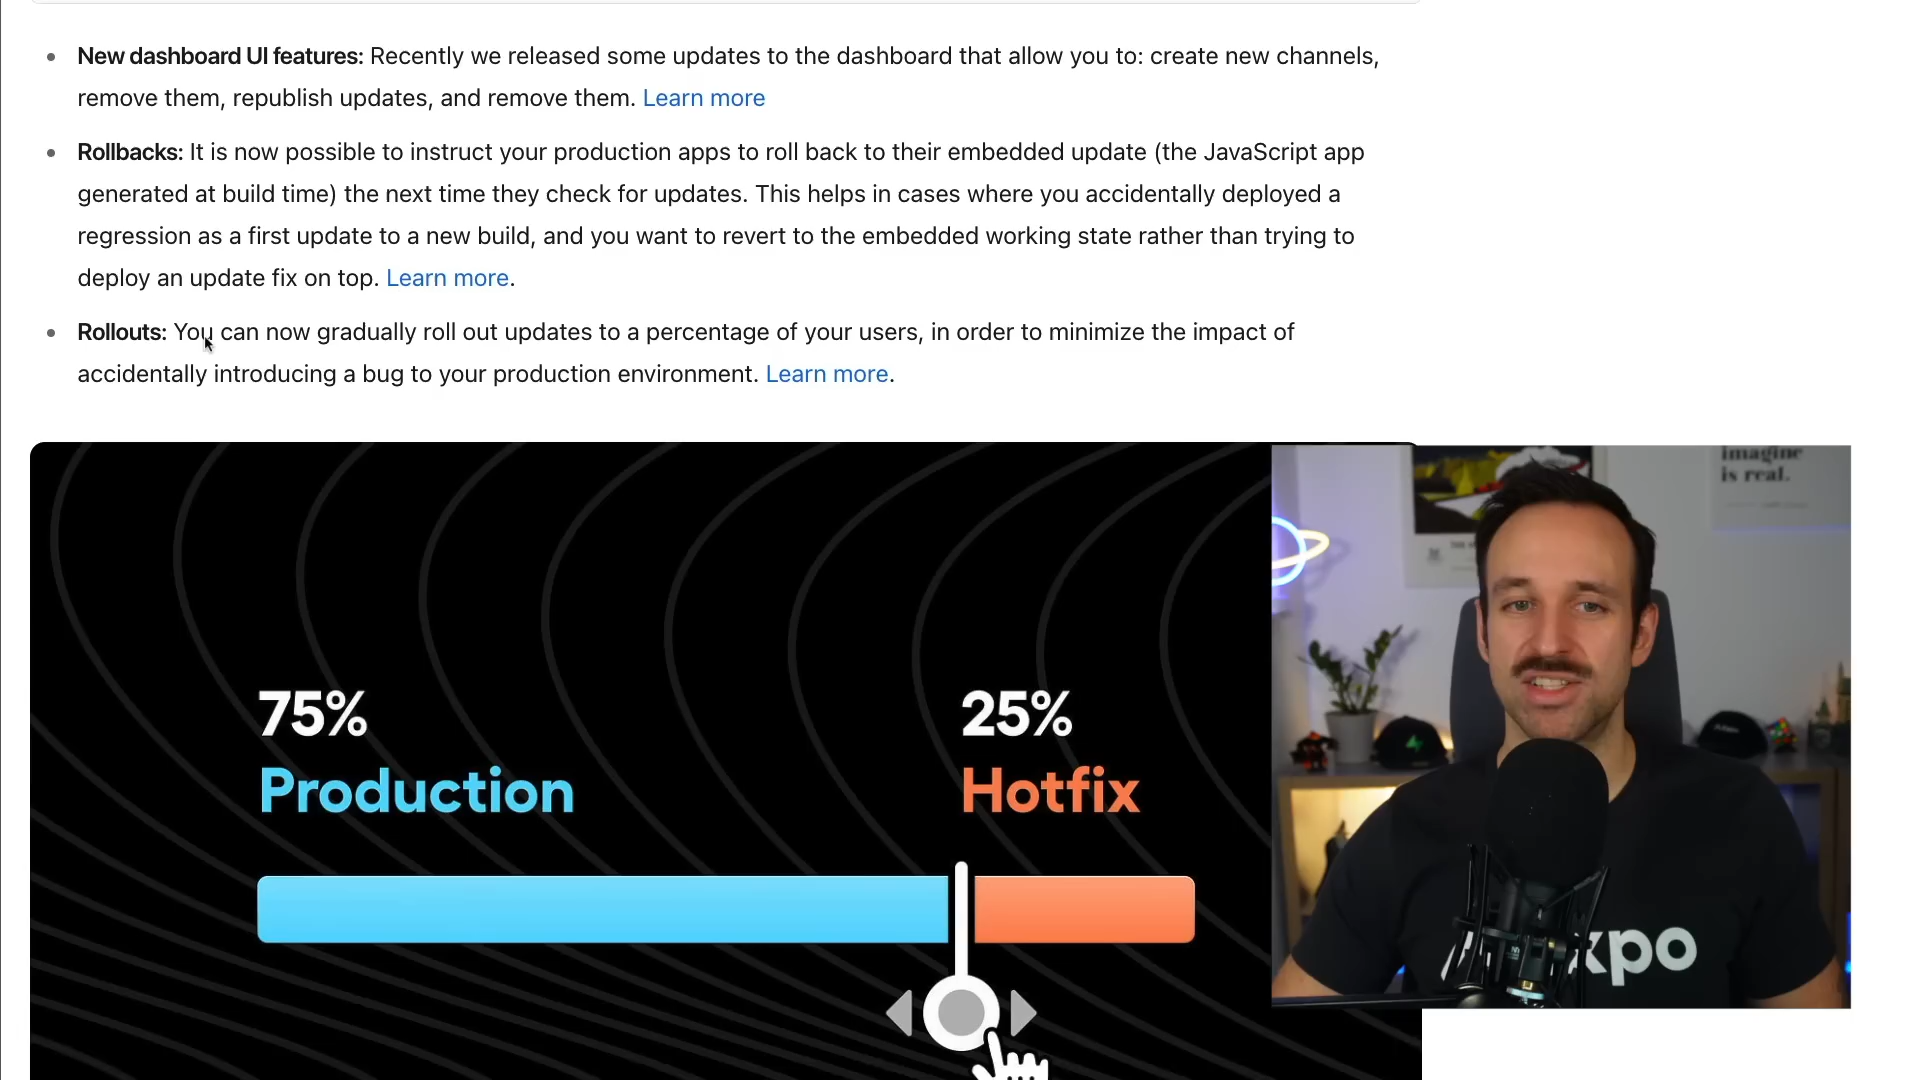 New dashboard UI features: Recently we released some updates to the dashboard that allow you to: create new channels,
remove them, republish updates, and remove them. Learn more
Rollbacks: It is now possible to instruct your production apps to roll back to their embedded update (the JavaScript app
generated at build time) the next time they check for updates. This helps in cases where you accidentally deployed a
regression as a first update to a new build, and you want to revert to the embedded working state rather than trying to
deploy an update fix on top. Learn more.
Rollouts: You can now gradually roll out updates to a percentage of your users, in order to minimize the impact of
accidentally introducing a bug to your production environment. Learn more.
imagine
is real.
75%
25%
Production
Hotfix
xpo